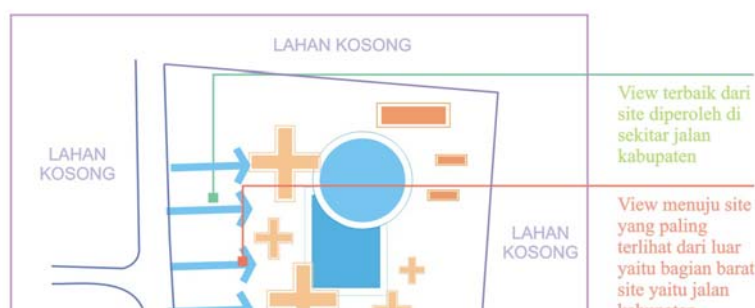 LAHAN KOSONG
View terbaik dari
site diperoleh di
sekitar jalan
kabupaten
LAHAN
KOSONG
View menuju site
yang paling
terlihat dari luar
yaitu bagian barat
site yaitu jalan
LAHAN
KOSONG